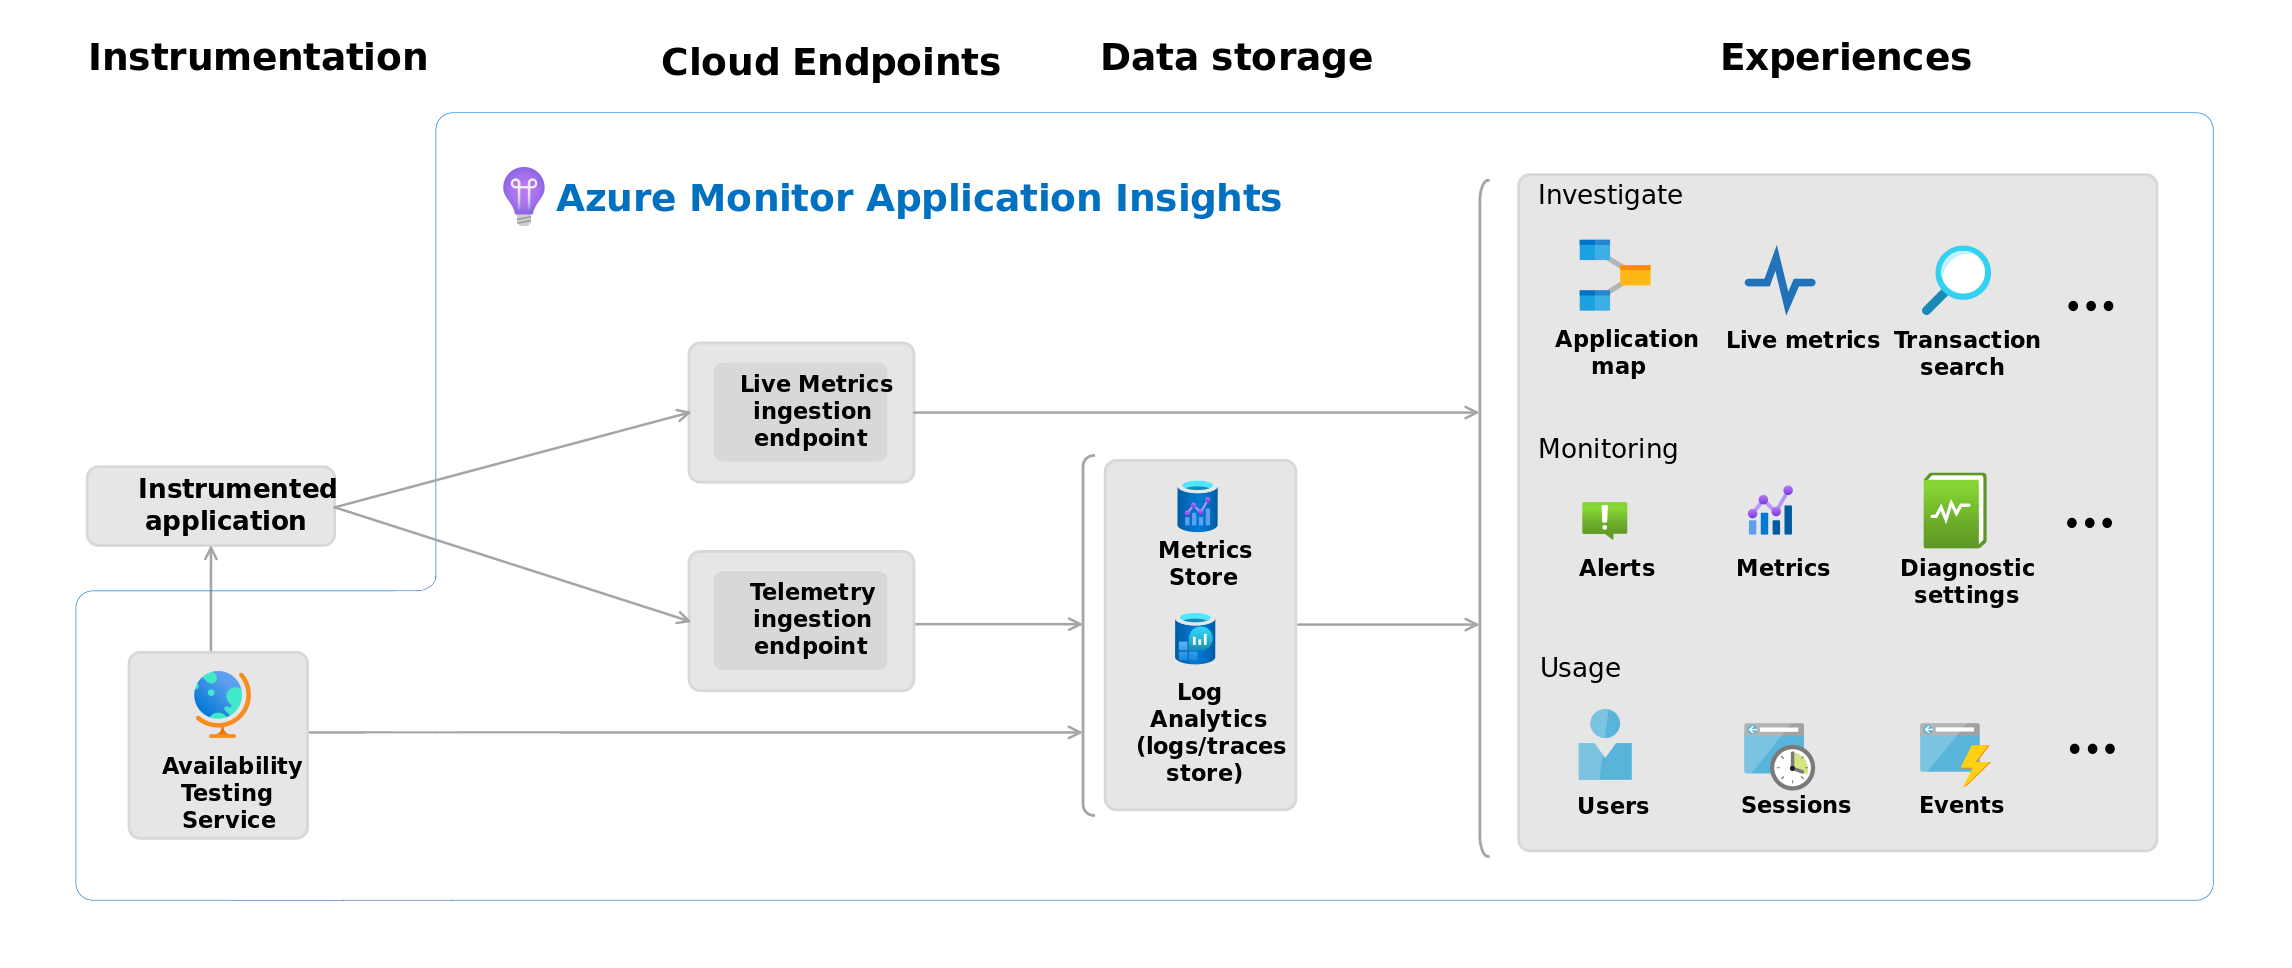 Instrumentation
Cloud Endpoints
Data storage
Experiences
Azure Monitor Application Insights
Instrumented
application
Availability
Testing
Service
Live Metrics
ingestion
endpoint
Telemetry
ingestion
endpoint
Metrics
Store
Log
Analytics
(logs/traces
store)
Investigate
Application
map
Live metrics
Transaction
search
•••
Monitoring
Alerts
Metrics
Diagnostic
settings
•••
Usage
Users
Sessions
Events
•••